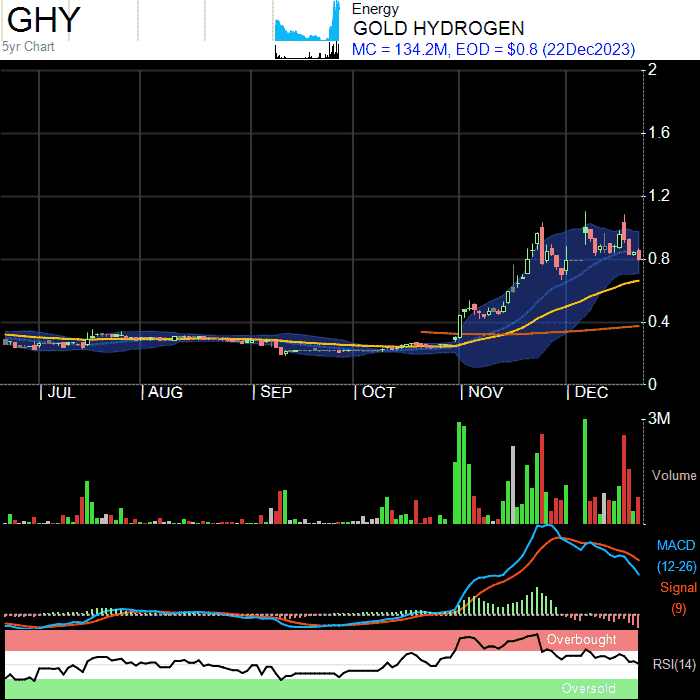 GHY
5yr Chart
Energy
GOLD HYDROGEN
MC = 134.2M, EOD = $0.8 (22Dec2023)
2
1.6
1.2
0.8
0.4
0
JUL AUG SEP OCT NOV DEC
3M
Volume
MACD
(12-26)
Signal
(9)
Overbought
RSI(14)
Oversold